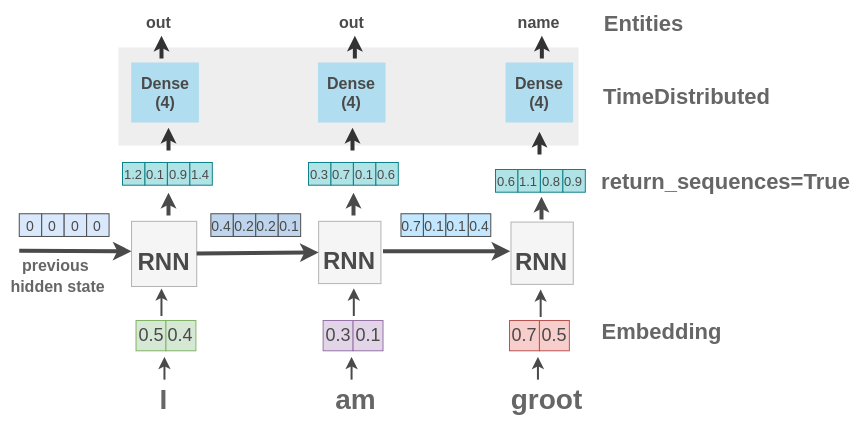 out out name Entities
Dense Dense Dense
(4) (4) (4) TimeDistributed
1.2 0.1 0.9 1.4 0.3 0.7 0.1 0.6 0.6 1.1 0.8 0.9 return_sequences=True
0 0 0 0 0.4 0.2 0.2 0.1 0.7 0.1 0.1 0.4
previous RNN RNN RNN
hidden state
0.5 0.4 0.3 0.1 0.7 0.5 Embedding
I am groot